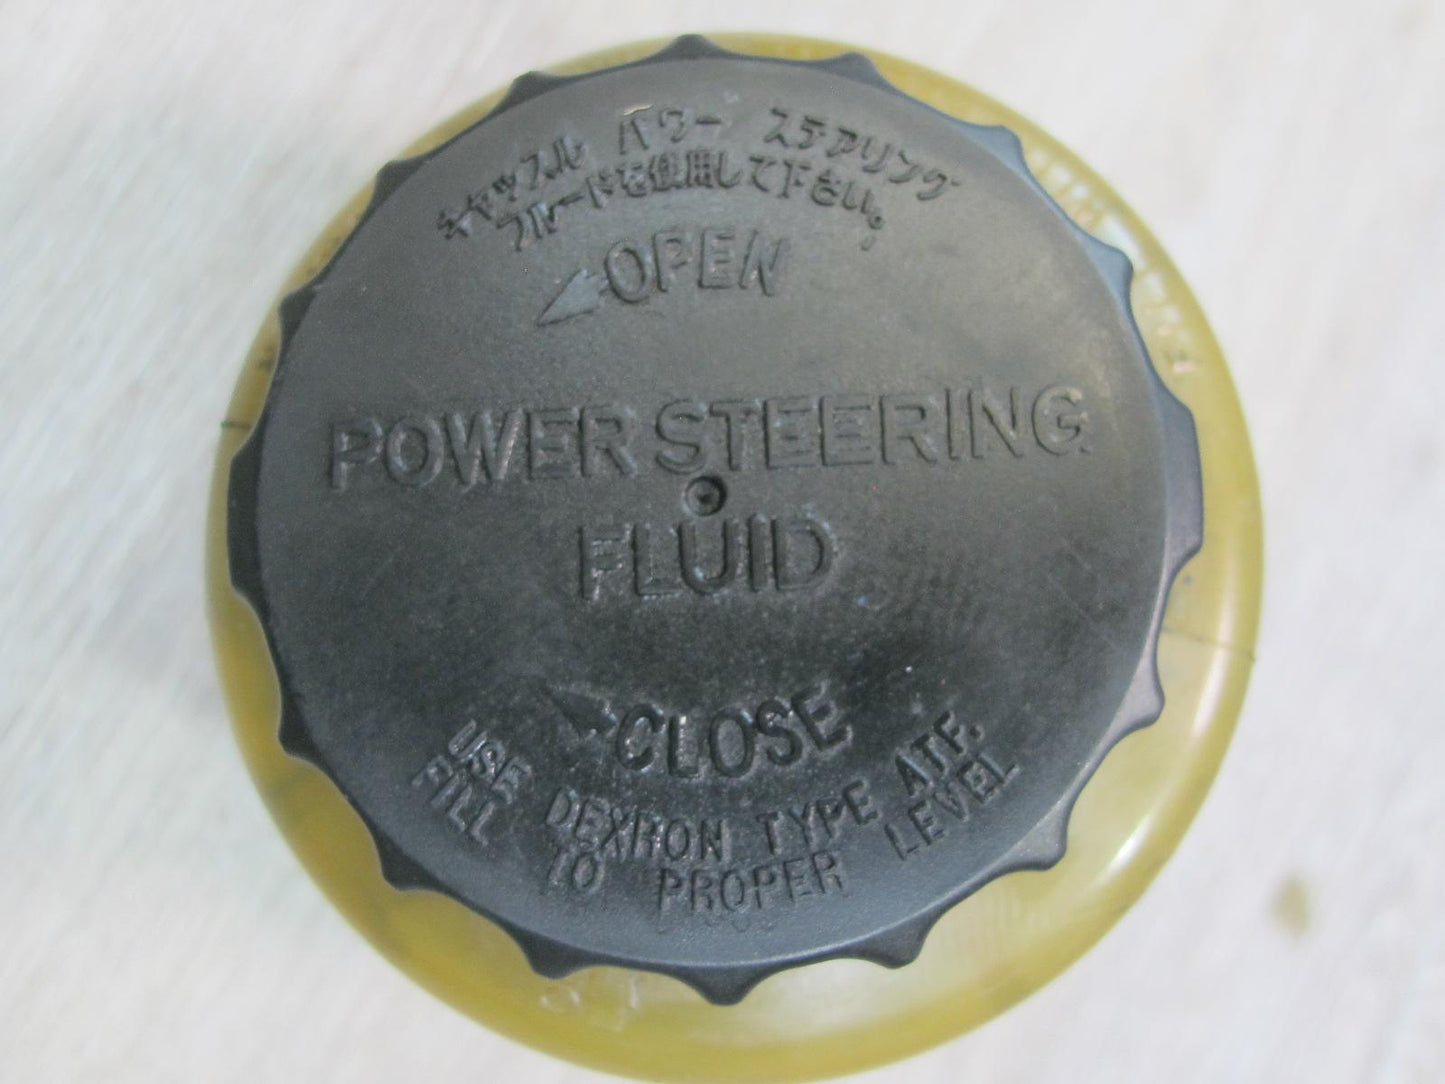 キャッスル パワー ステアリング
フルードを使用して下さい。
OPEN
POWER STEERING
FLUID
CLOSE
USE DEXRON TYPE ATF.
FILL TO PROPER LEVEL